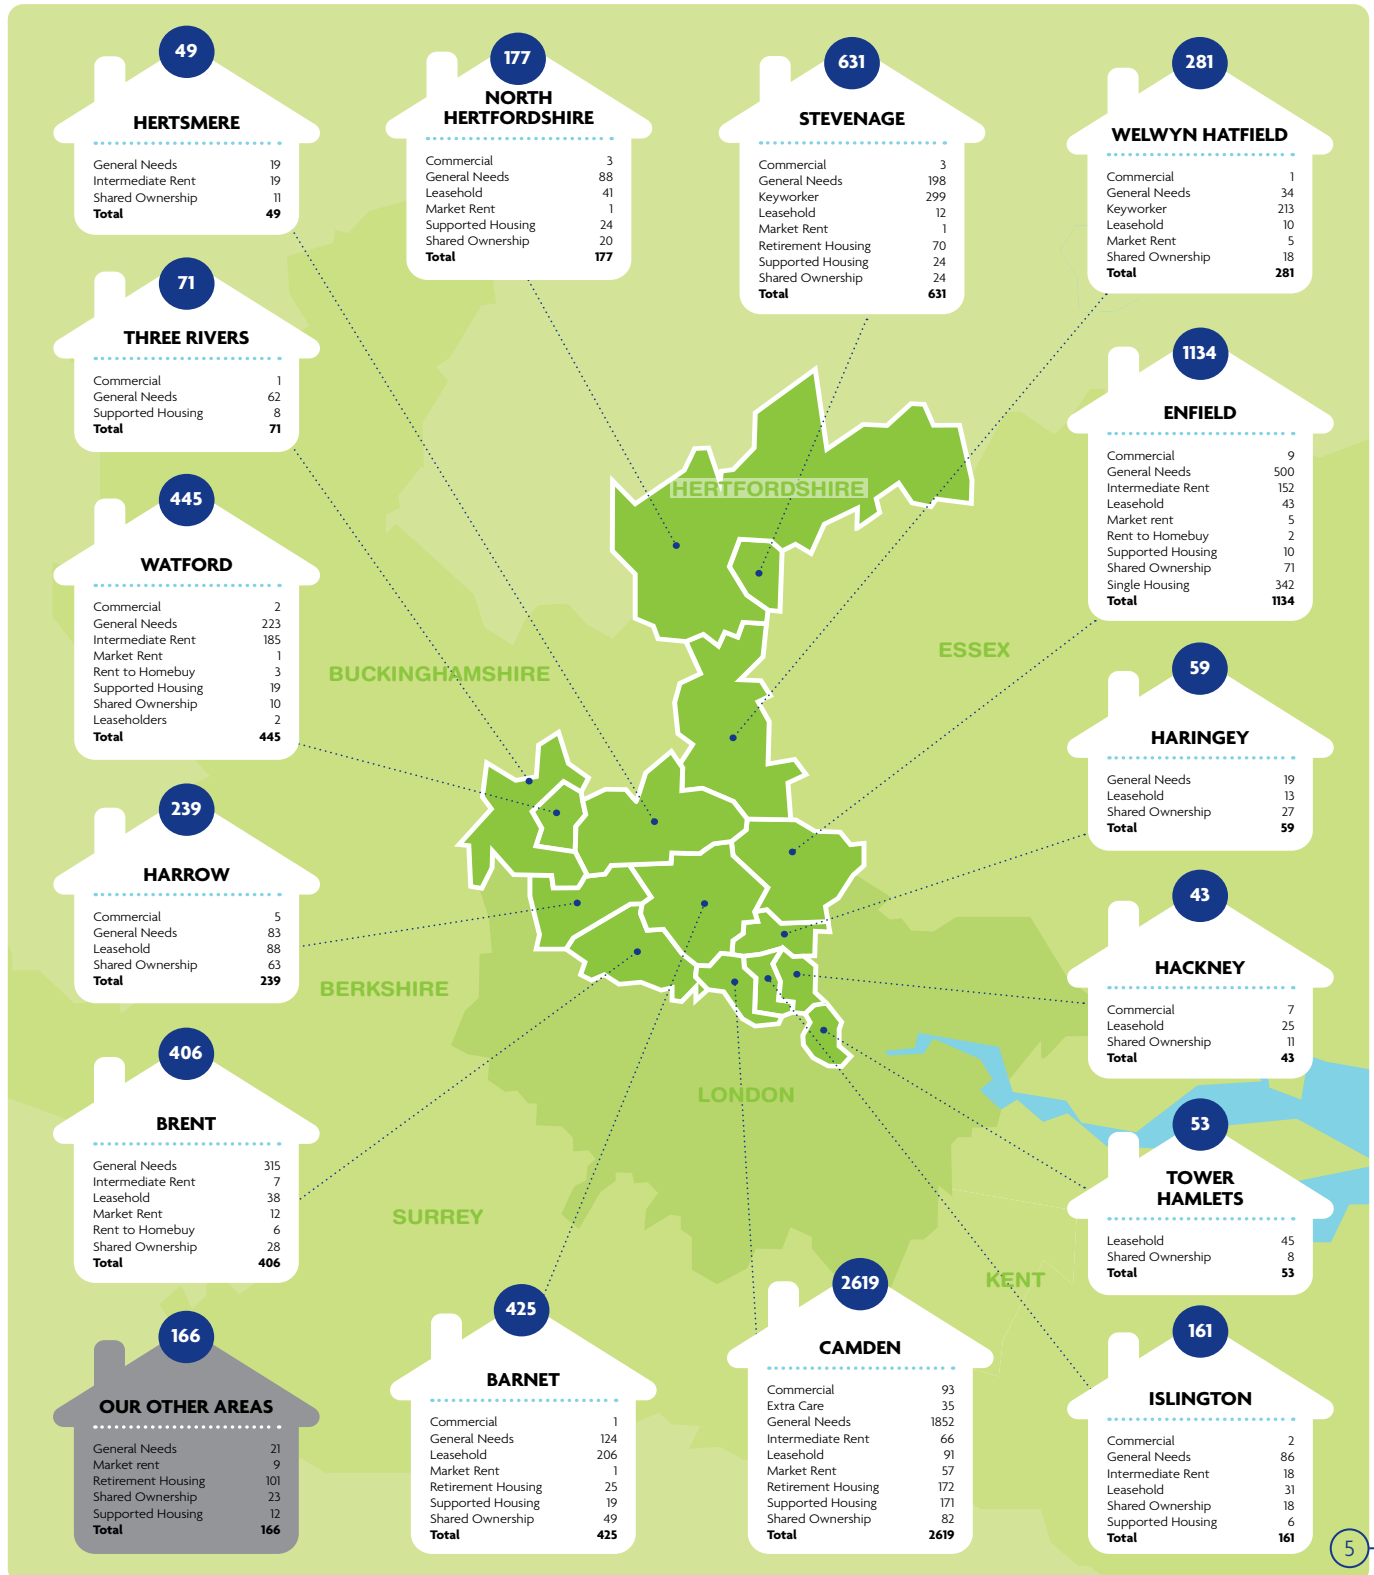 49
HERTSMERE
General Needs 19
Intermediate Rent 19
Shared Ownership 11
Total 49
177
NORTH
HERTFORDSHIRE
Commercial 3
General Needs 88
Leasehold 41
Market Rent 1
Supported Housing 24
Shared Ownership 20
Total 177
631
STEVENAGE
Commercial 3
General Needs 198
Keyworker 299
Leasehold 12
Market Rent 1
Retirement Housing 70
Supported Housing 24
Shared Ownership 24
Total 631
281
WELWYN HATFIELD
Commercial 1
General Needs 34
Keyworker 213
Leasehold 10
Market Rent 5
Shared Ownership 18
Total 281
71
THREE RIVERS
Commercial 1
General Needs 62
Supported Housing 8
Total 71
1134
ENFIELD
Commercial 9
General Needs 500
Intermediate Rent 152
Leasehold 43
Market rent 5
Rent to Homebuy 2
Supported Housing 10
Shared Ownership 71
Single Housing 342
Total 1134
445
WATFORD
Commercial 2
General Needs 223
Intermediate Rent 185
Market Rent 1
Rent to Homebuy 3
Supported Housing 19
Shared Ownership 10
Leaseholders 2
Total 445
HERTFORDSHIRE
BUCKINGHAMSHIRE
ESSEX
59
HARINGEY
General Needs 19
Leasehold 13
Shared Ownership 27
Total 59
239
HARROW
Commercial 5
General Needs 83
Leasehold 88
Shared Ownership 63
Total 239
43
HACKNEY
Commercial 7
Leasehold 25
Shared Ownership 11
Total 43
BERKSHIRE
LONDON
406
BRENT
General Needs 315
Intermediate Rent 7
Leasehold 38
Market Rent 12
Rent to Homebuy 6
Shared Ownership 28
Total 406
53
TOWER
HAMLETS
Leasehold 45
Shared Ownership 8
Total 53
SURREY
KENT
166
OUR OTHER AREAS
General Needs 21
Market rent 9
Retirement Housing 101
Shared Ownership 23
Supported Housing 12
Total 166
425
BARNET
Commercial 1
General Needs 124
Leasehold 206
Market Rent 1
Retirement Housing 25
Supported Housing 19
Shared Ownership 49
Total 425
2619
CAMDEN
Commercial 93
Extra Care 35
General Needs 1852
Intermediate Rent 66
Leasehold 91
Market Rent 57
Retirement Housing 172
Supported Housing 171
Shared Ownership 82
Total 2619
161
ISLINGTON
Commercial 2
General Needs 86
Intermediate Rent 18
Leasehold 31
Shared Ownership 18
Supported Housing 6
Total 161
5